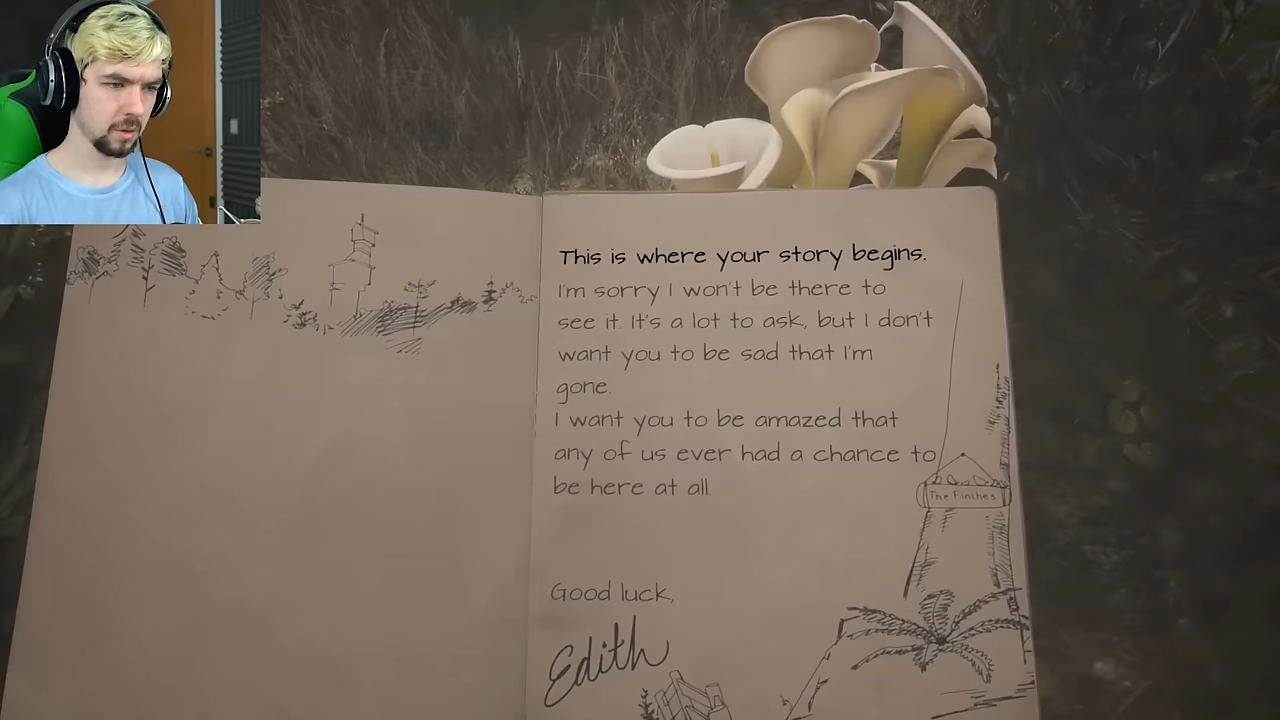 This is where your story begins.
I'm sorry I won't be there to
see it. It's a lot to ask, but I don't
want you to be sad that I'm
gone.
I want you to be amazed that
any of us ever had a chance to
be here at all.
The Finches
Good luck,
Edith